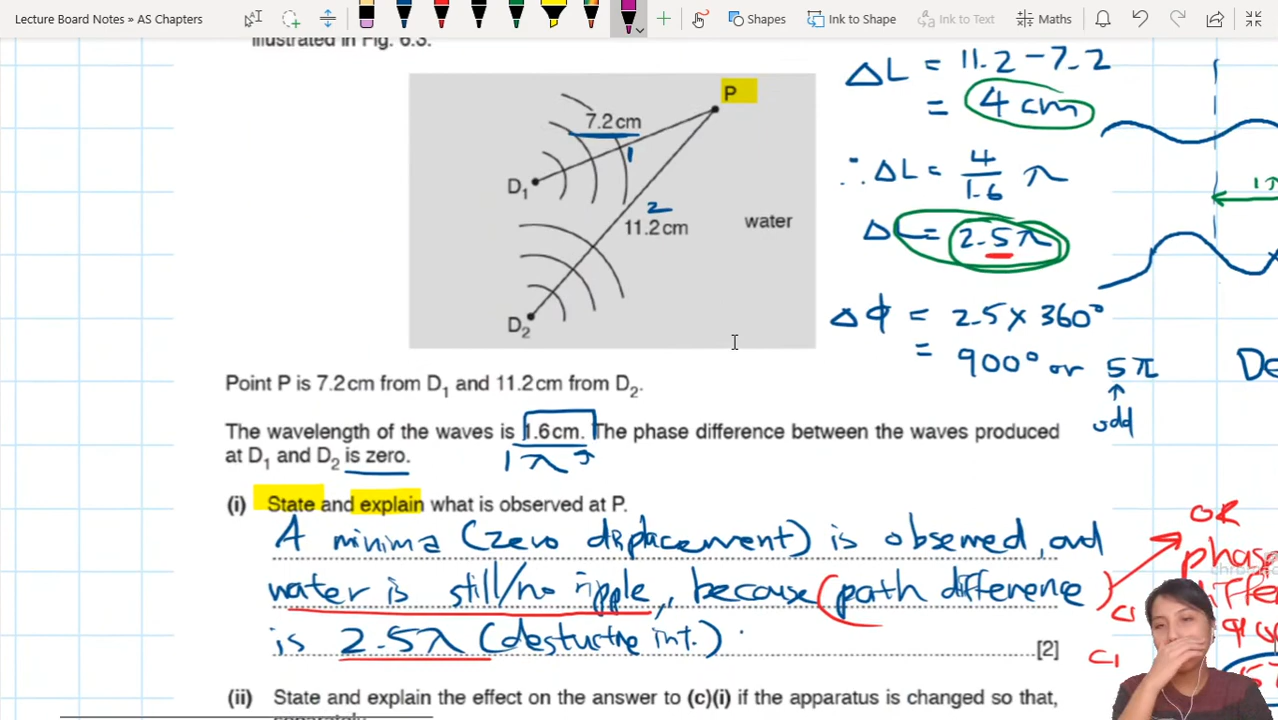 Lecture Board Notes » AS Chapters
Shapes
Ink to Shape
Ink to Text
Maths
illustrated in Fig. 6.3.
P
7.2 cm
1
D1
2
11.2 cm
water
D2
ΔL = 11.2 - 7.2
= 4 cm
∴ ΔL = 4/1.6 λ
= 2.5λ
Δϕ = 2.5 × 360°
= 900° or 5π
↑
odd
Point P is 7.2 cm from D1 and 11.2 cm from D2.
The wavelength of the waves is 1.6 cm. The phase difference between the waves produced
at D1 and D2 is zero.
1λ
(i) State and explain what is observed at P.
A minima (zero displacement) is observed, and
water is still/no ripple, because (path difference)
is 2.5λ (destuctive int.) .
[2]
OR
C1
C1
(ii) State and explain the effect on the answer to (c)(i) if the apparatus is changed so that,